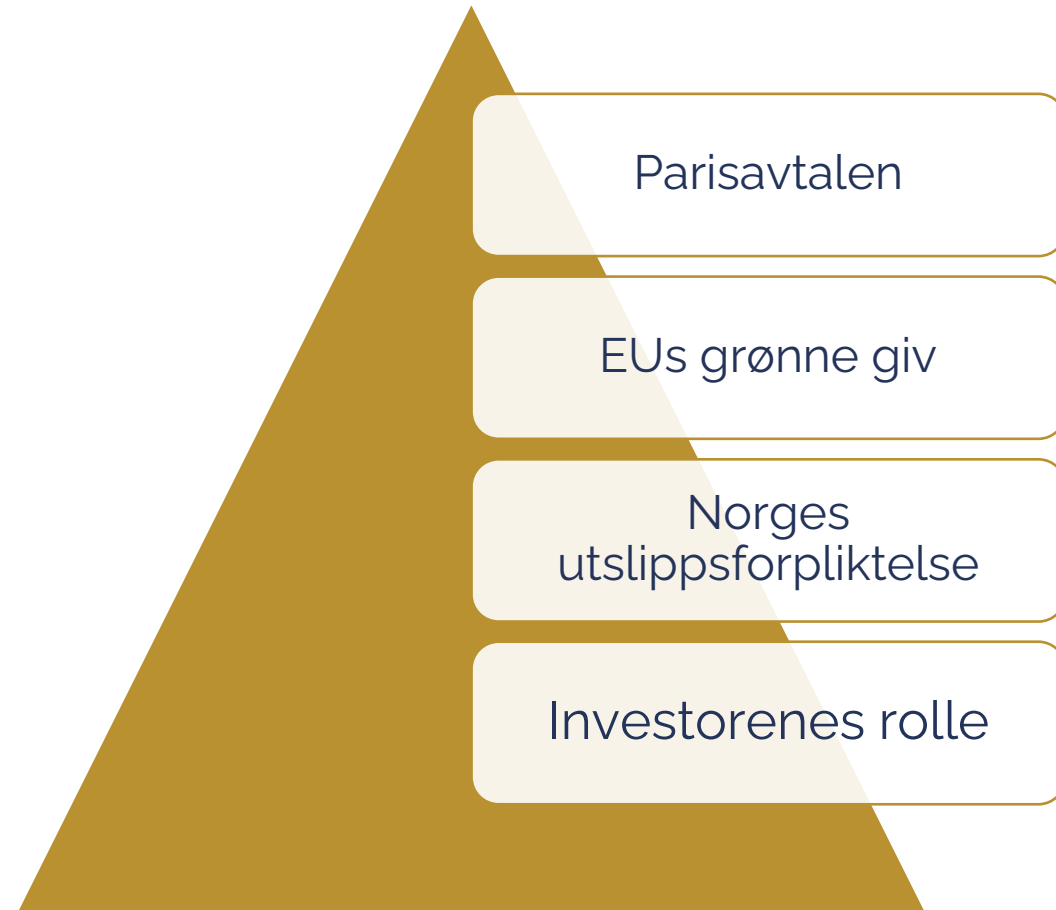 Parisavtalen
EUs grønne giv
Norges
utslippsforpliktelse
Investorenes rolle